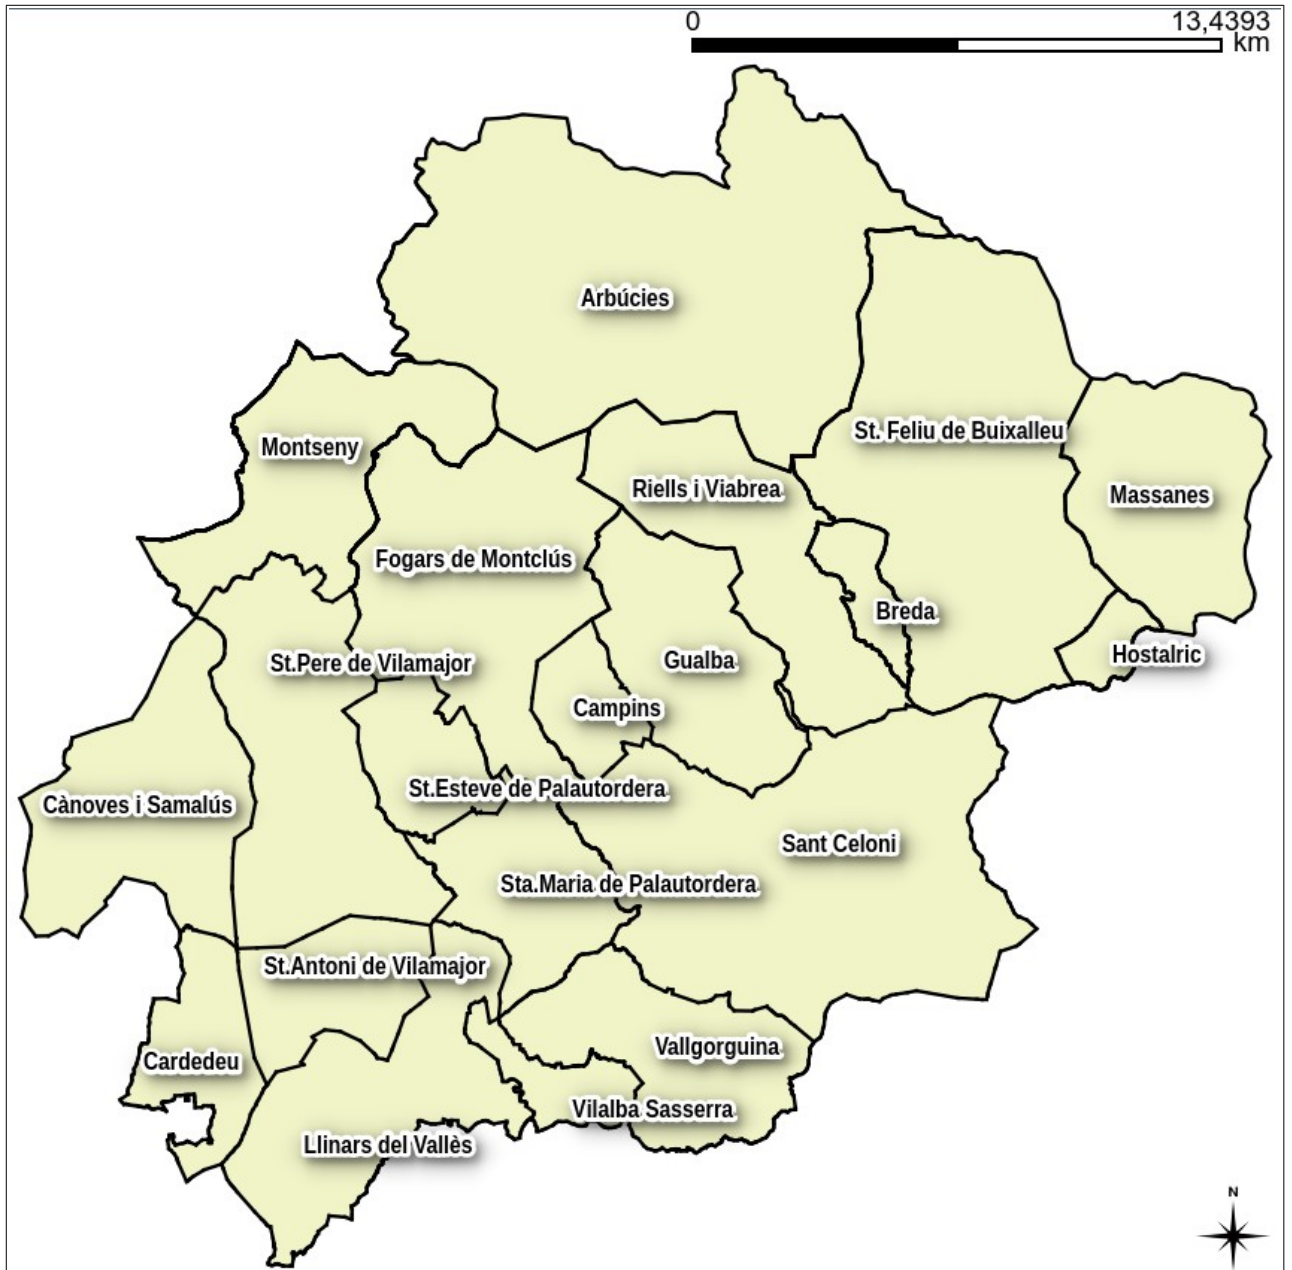 0 13,4393
km
Arbúcies
St. Feliu de Buixalleu
Montseny
Riells i Viabrea
Massanes
Fogars de Montclús
Breda
Hostalric
St.Pere de Vilamajor
Gualba
Campins
St.Esteve de Palautordera
Cànoves i Samalús
Sant Celoni
Sta.Maria de Palautordera
St.Antoni de Vilamajor
Vallgorguina
Cardedeu
Vilalba Sasserra
Llinars del Vallès
N